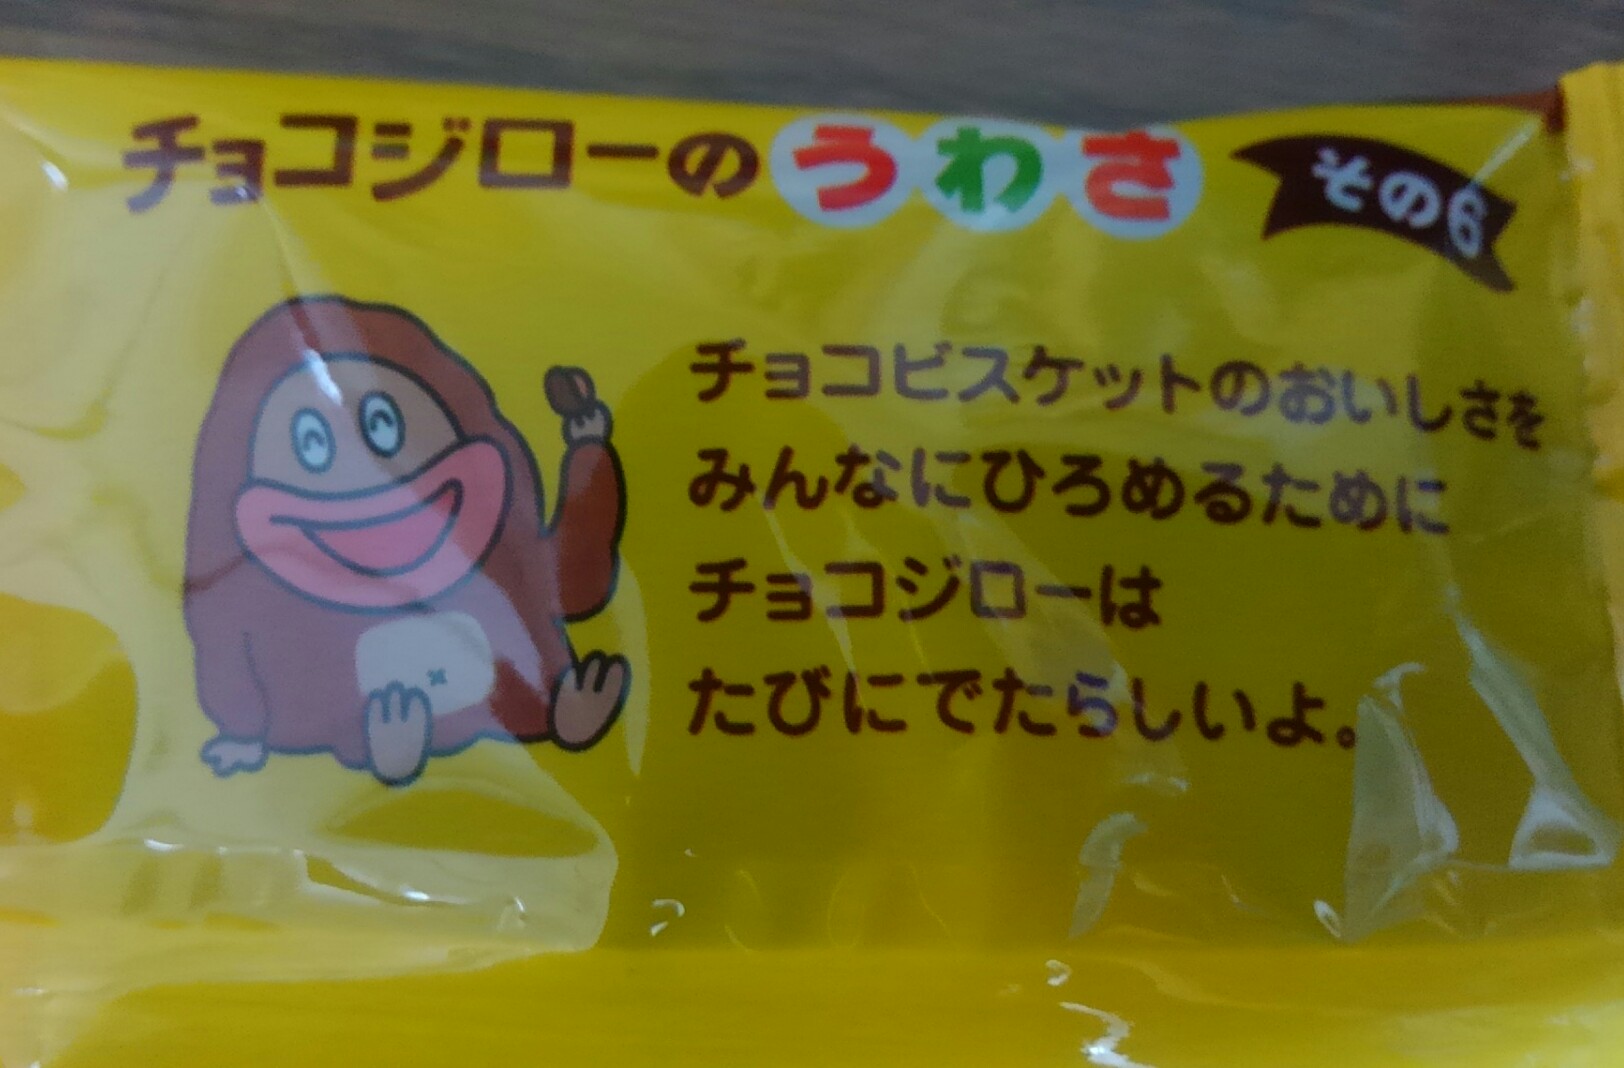 チョコジローのうわさ その6
チョコビスケットのおいしさを
みんなにひろめるために
チョコジローは
たびにでたらしいよ。